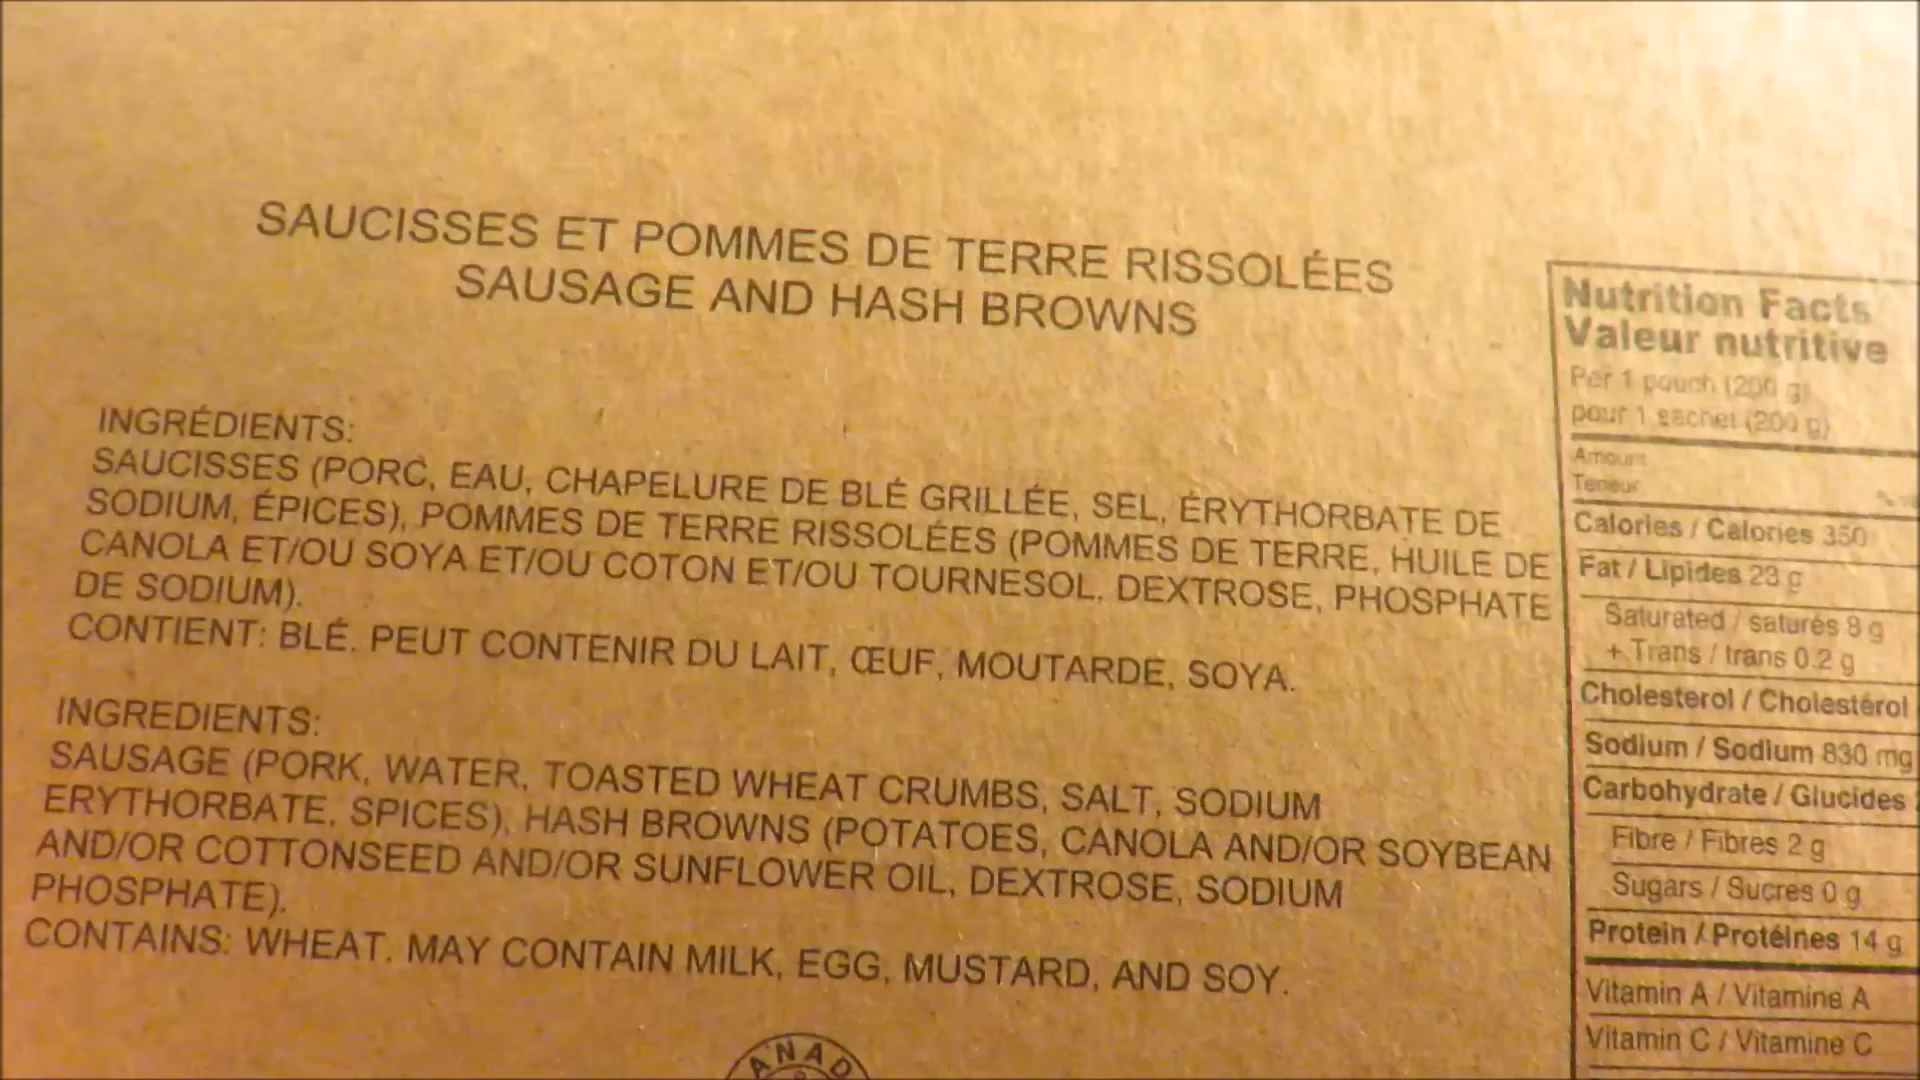 SAUCISSES ET POMMES DE TERRE RISSOLÉES
SAUSAGE AND HASH BROWNS
INGRÉDIENTS:
SAUCISSES (PORC, EAU, CHAPELURE DE BLÉ GRILLÉE, SEL, ÉRYTHORBATE DE
SODIUM, ÉPICES), POMMES DE TERRE RISSOLÉES (POMMES DE TERRE, HUILE DE
CANOLA ET/OU SOYA ET/OU COTON ET/OU TOURNESOL, DEXTROSE, PHOSPHATE
DE SODIUM).
CONTIENT: BLÉ. PEUT CONTENIR DU LAIT, ŒUF, MOUTARDE, SOYA.
INGREDIENTS:
SAUSAGE (PORK, WATER, TOASTED WHEAT CRUMBS, SALT, SODIUM
ERYTHORBATE, SPICES), HASH BROWNS (POTATOES, CANOLA AND/OR SOYBEAN
AND/OR COTTONSEED AND/OR SUNFLOWER OIL, DEXTROSE, SODIUM
PHOSPHATE).
CONTAINS: WHEAT. MAY CONTAIN MILK, EGG, MUSTARD, AND SOY.
ANAD
Nutrition Facts
Valeur nutritive
Per 1 pouch (200 g)
pour 1 sachet (200 g)
Amount
Teneur
Calories / Calories 350
Fat / Lipides 23 g
Saturated / saturés 8 g
+ Trans / trans 0.2 g
Cholesterol / Cholestérol
Sodium / Sodium 830 mg
Carbohydrate / Glucides
Fibre / Fibres 2 g
Sugars / Sucres 0 g
Protein / Protéines 14 g
Vitamin A / Vitamine A
Vitamin C / Vitamine C